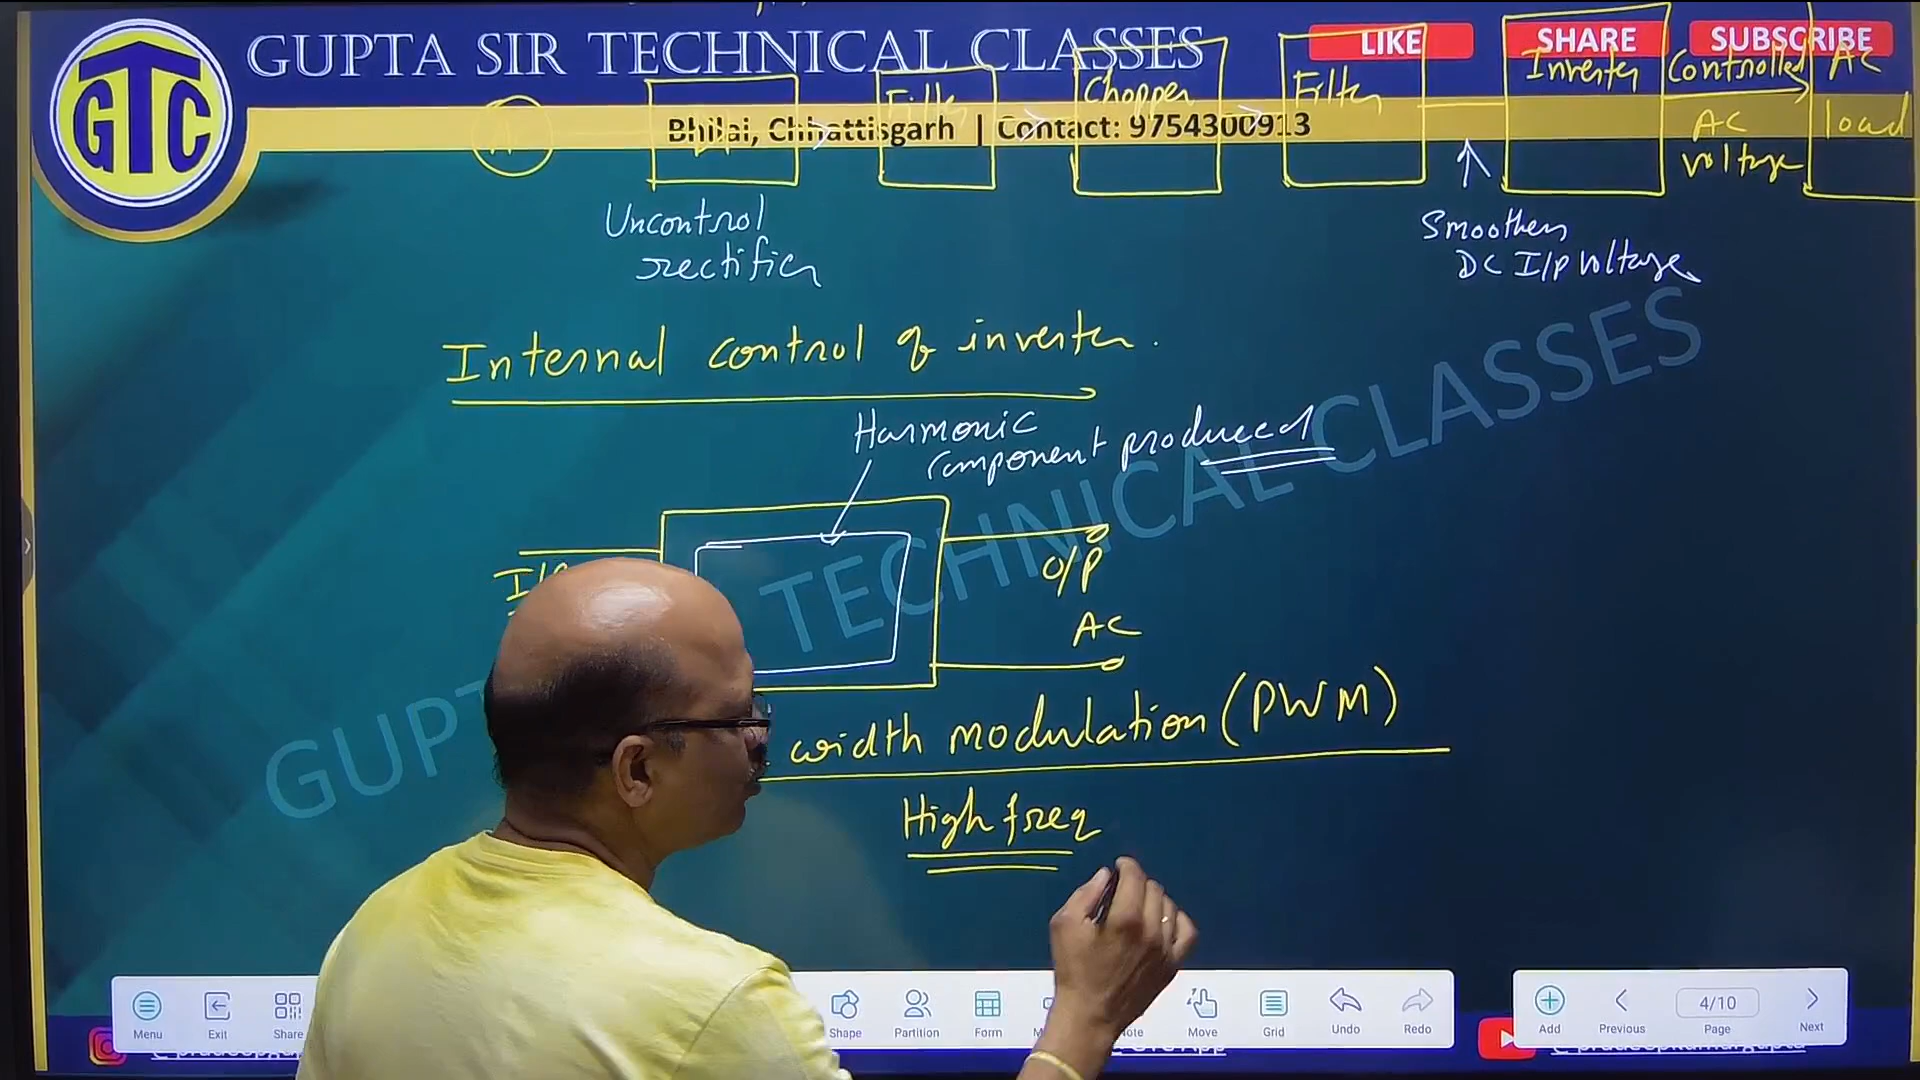 GTC
GUPTA SIR TECHNICAL CLASSES
LIKE
SHARE
SUBSCRIBE
Bhilai, Chhattisgarh | Contact: 9754300913
Filter
Chopper
Filter
Inverter
Controlled
AC
voltage
AC
load
Uncontrol
rectifier
Smoothen
DC I/P voltage
Internal control of inverter.
Harmonic
component produced
I/P
O/P
AC
width modulation (PWM)
High freq
GUPT
TECHNICAL CLASSES
Menu
Exit
Share
Shape
Partition
Form
Move
Grid
Undo
Redo
Add
Previous
4/10
Page
Next